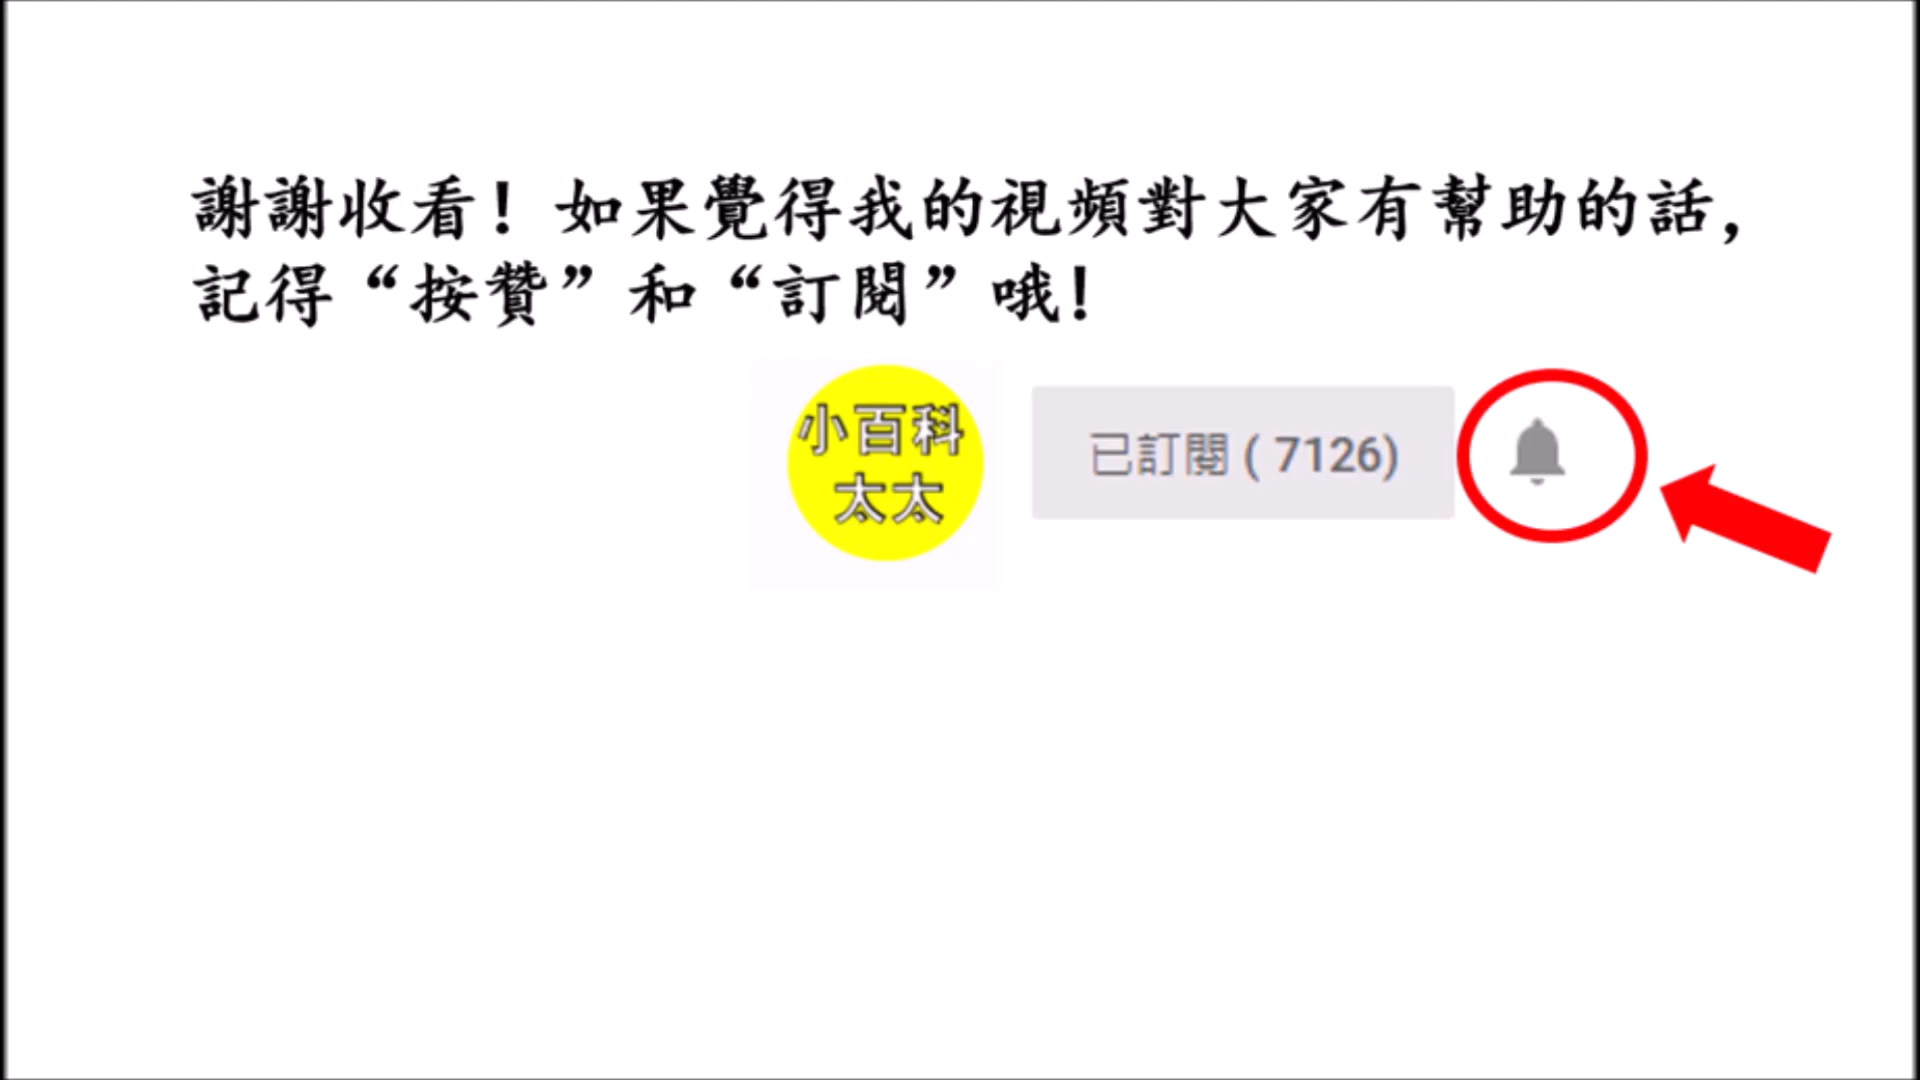 謝謝收看！如果覺得我的視頻對大家有幫助的話，
記得“按贊”和“訂閱”哦！
小百科
太太
已訂閱 ( 7126)